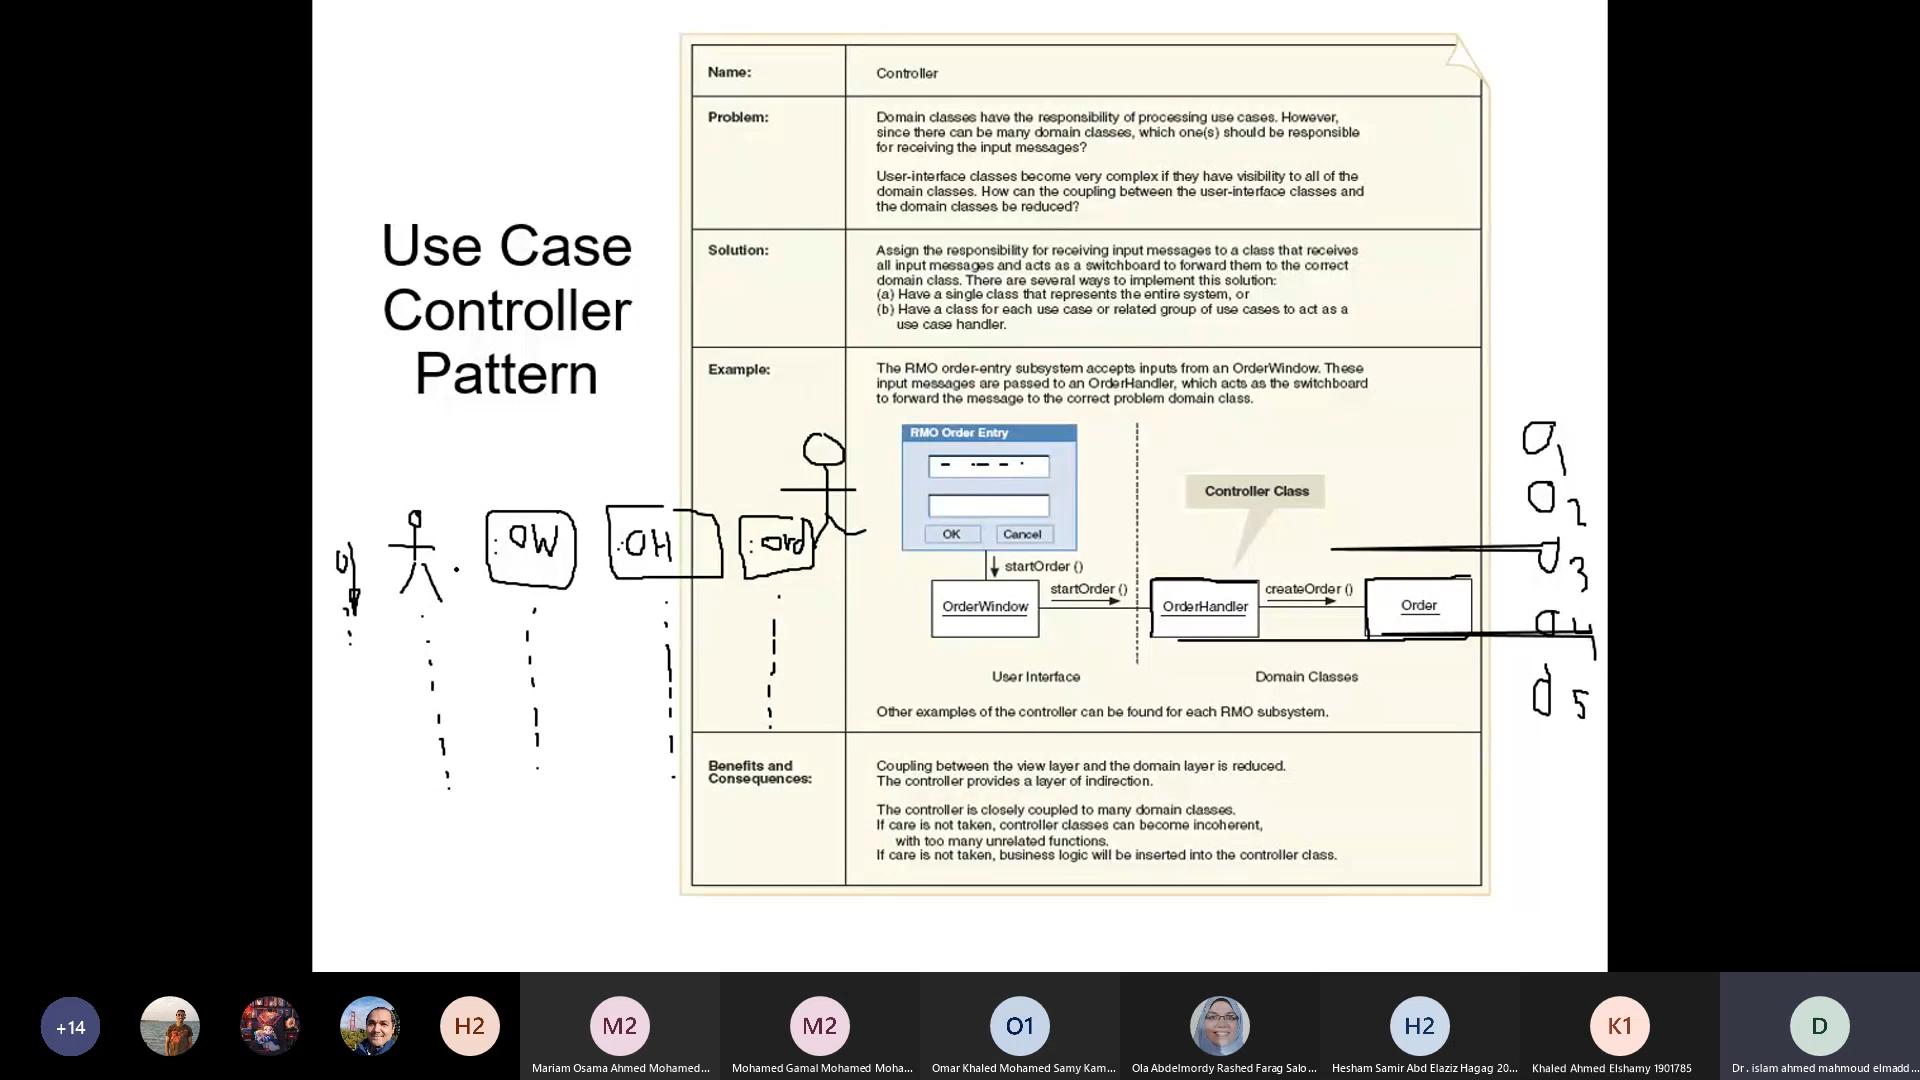 Use Case
Controller
Pattern
Name:
Controller
Problem:
Domain classes have the responsibility of processing use cases. However,
since there can be many domain classes, which one(s) should be responsible
for receiving the input messages?
User-interface classes become very complex if they have visibility to all of the
domain classes. How can the coupling between the user-interface classes and
the domain classes be reduced?
Solution:
Assign the responsibility for receiving input messages to a class that receives
all input messages and acts as a switchboard to forward them to the correct
domain class. There are several ways to implement this solution:
(a) Have a single class that represents the entire system, or
(b) Have a class for each use case or related group of use cases to act as a
use case handler.
Example:
The RMO order-entry subsystem accepts inputs from an OrderWindow. These
input messages are passed to an OrderHandler, which acts as the switchboard
to forward the message to the correct problem domain class.
RMO Order Entry
OK
Cancel
Controller Class
startOrder ()
OrderWindow
startOrder ()
OrderHandler
createOrder ()
Order
User Interface
Domain Classes
Other examples of the controller can be found for each RMO subsystem.
:OW
:OH
:Ord
Benefits and
Consequences:
Coupling between the view layer and the domain layer is reduced.
The controller provides a layer of indirection.
The controller is closely coupled to many domain classes.
If care is not taken, controller classes can become incoherent,
with too many unrelated functions.
If care is not taken, business logic will be inserted into the controller class.
+14
H2
M2
M2
O1
H2
K1
D
Mariam Osama Ahmed Mohamed...
Mohamed Gamal Mohamed Moha...
Omar Khaled Mohamed Samy Kam...
Ola Abdelmordy Rashed Farag Salo...
Hesham Samir Abd Elaziz Hagag 20...
Khaled Ahmed Elshamy 1901785
Dr. islam ahmed mahmoud elmadd...